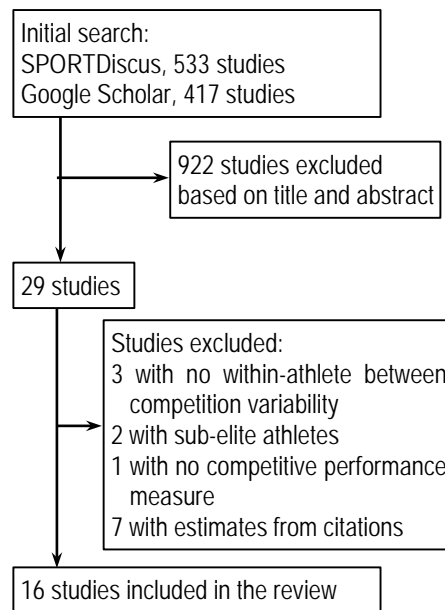 Initial search:
SPORTDiscus, 533 studies
Google Scholar, 417 studies
922 studies excluded
based on title and abstract
29 studies
Studies excluded:
3 with no within-athlete between
competition variability
2 with sub-elite athletes
1 with no competitive performance
measure
7 with estimates from citations
16 studies included in the review